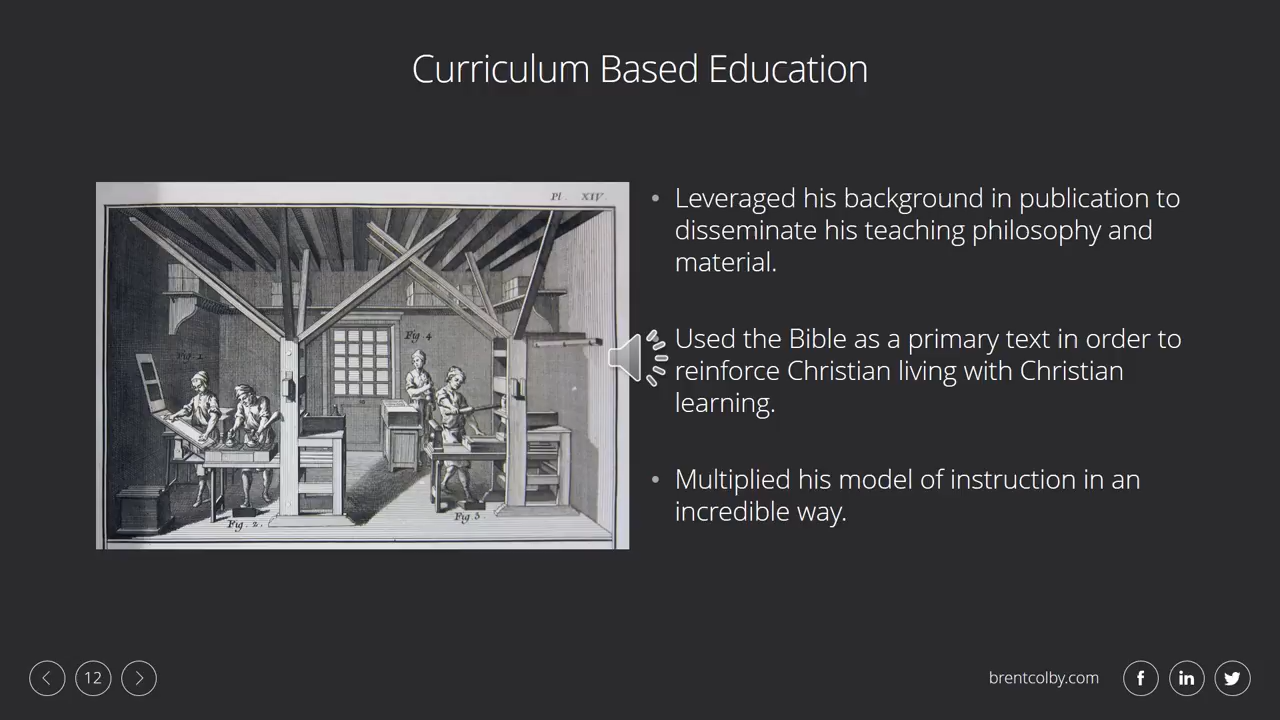 Curriculum Based Education
Pl. XIV.
Fig. 1
Fig. 4
Fig. 2.
Fig. 3.
• Leveraged his background in publication to
disseminate his teaching philosophy and
material.
Used the Bible as a primary text in order to
reinforce Christian living with Christian
learning.
• Multiplied his model of instruction in an
incredible way.
12
brentcolby.com